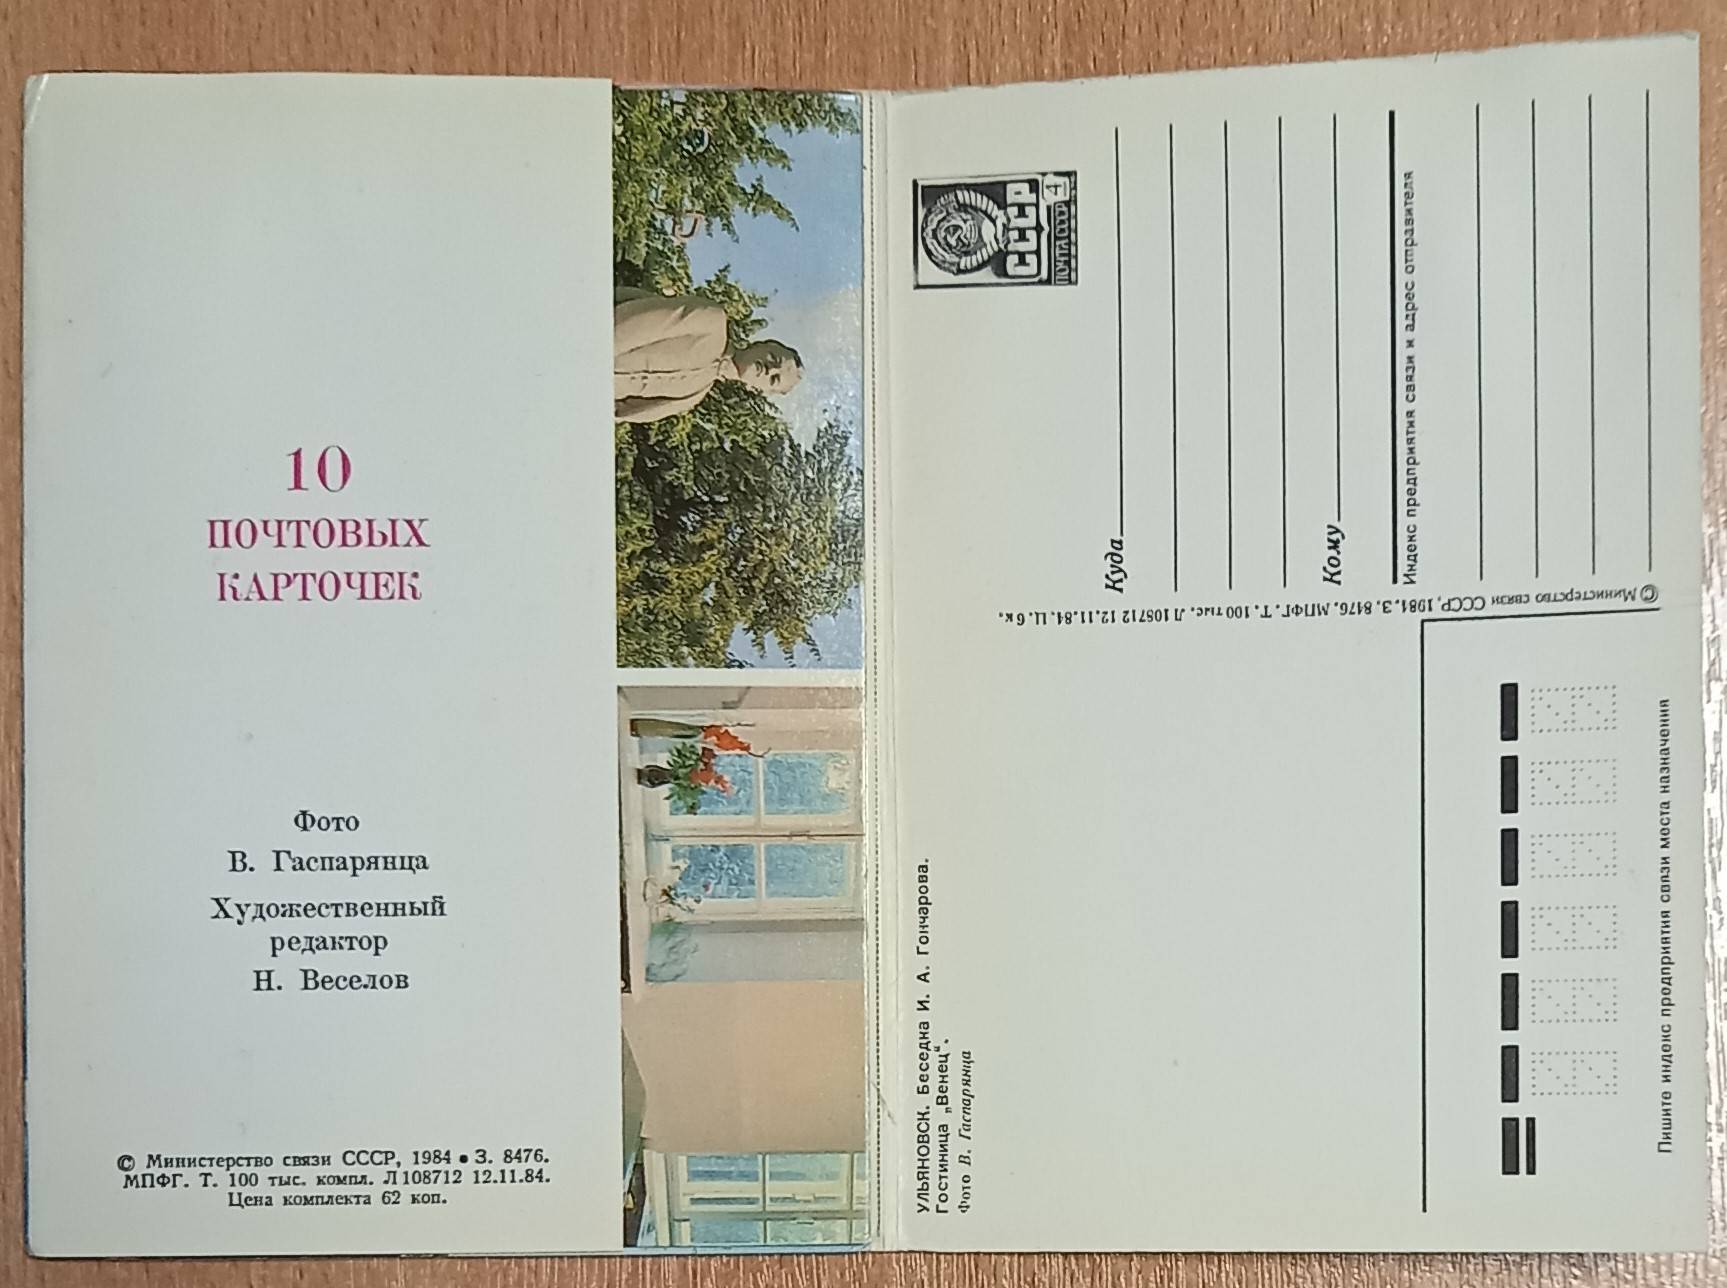 10
ПОЧТОВЫХ
КАРТОЧЕК
Фото
В. Гаспарянца
Художественный
редактор
Н. Веселов
© Министерство связи СССР, 1984 • З. 8476.
МПФГ. Т. 100 тыс. компл. Л 108712 12.11.84.
Цена комплекта 62 коп.
УЛЬЯНОВСК. Беседка И. А. Гончарова.
Гостиница „Венец“.
Фото В. Гаспарянца
© Министерство связи СССР, 1984. З. 8476. МПФГ. Т. 100 тыс. Л 108712 12.11.84. Ц. 6 к.
СССР
ПОЧТА СССР 4
Куда
Кому
Индекс предприятия связи и адрес отправителя
Пишите индекс предприятия связи места назначения